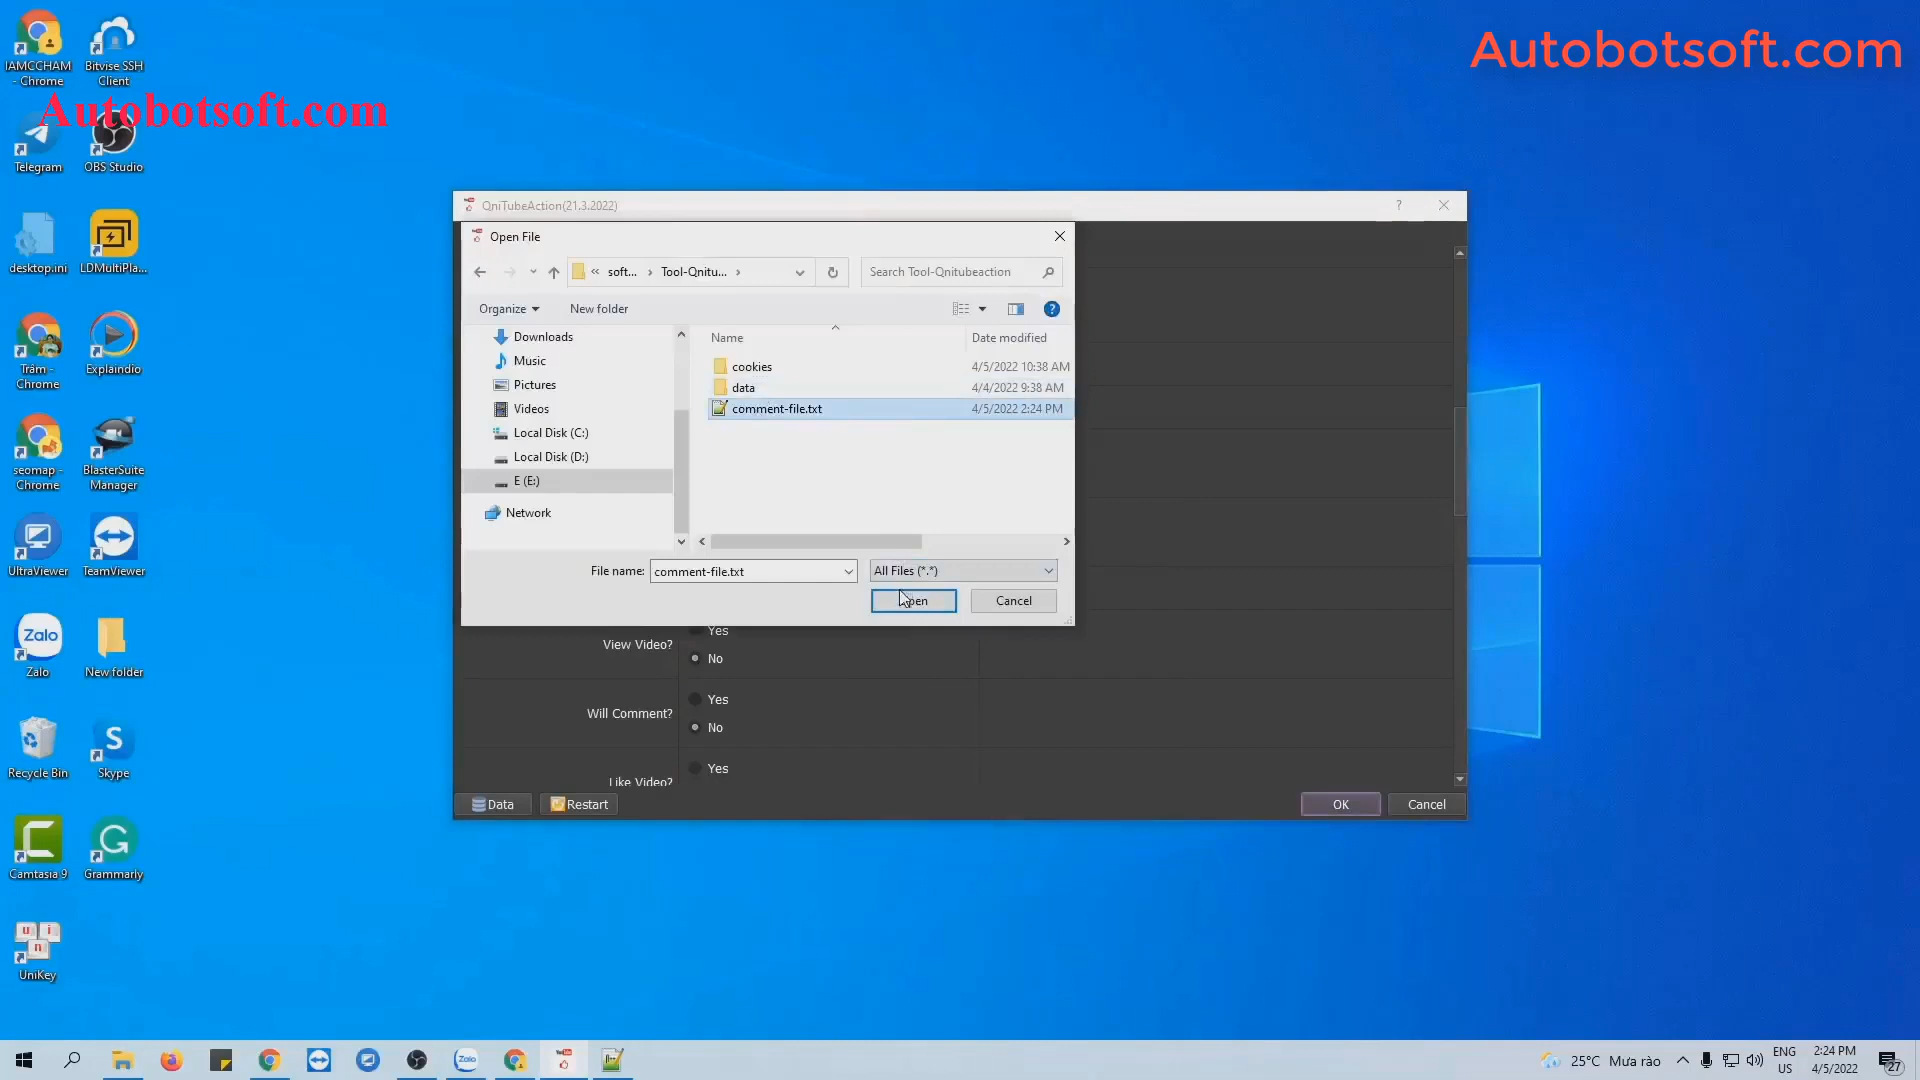 Autobotsoft.com
Autobotsoft.com
IAMCCHAM
- Chrome
Bitvise SSH
Client
Telegram
OBS Studio
desktop.ini
LDMultiPla...
Trâm -
Chrome
Explaindio
seomap -
Chrome
BlasterSuite
Manager
UltraViewer
TeamViewer
Zalo
Zalo
New folder
Recycle Bin
Skype
Camtasia 9
Grammarly
UniKey
QniTubeAction(21.3.2022)
Open File
« soft... › Tool-Qnitu... ›
Search Tool-Qnitubeaction
Organize
New folder
Downloads
Music
Pictures
Videos
Local Disk (C:)
Local Disk (D:)
E (E:)
Network
Name
Date modified
cookies
4/5/2022 10:38 AM
data
4/4/2022 9:38 AM
comment-file.txt
4/5/2022 2:24 PM
File name:
comment-file.txt
All Files (*.*)
Open
Cancel
View Video?
Yes
No
Will Comment?
Yes
No
Like Video?
Yes
Data
Restart
OK
Cancel
Zalo
25°C Mưa rào
ENG
US
2:24 PM
4/5/2022
27